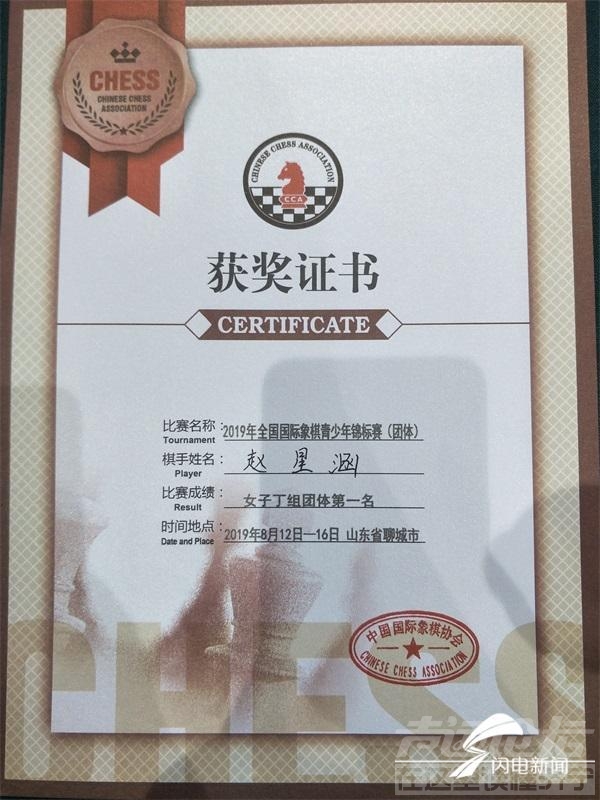 CHESS
CHINESE CHESS
ASSOCIATION
CHINESE CHESS ASSOCIATION
CCA
获奖证书
CERTIFICATE
比赛名称：2019年全国国际象棋青少年锦标赛（团体）
Tournament
棋手姓名：赵星涵
Player
比赛成绩：女子丁组团体第一名
Result
时间地点：2019年8月12日—16日 山东省聊城市
Date and Place
中国国际象棋协会
CHINESE CHESS ASSOCIATION
CHESS
闪电新闻